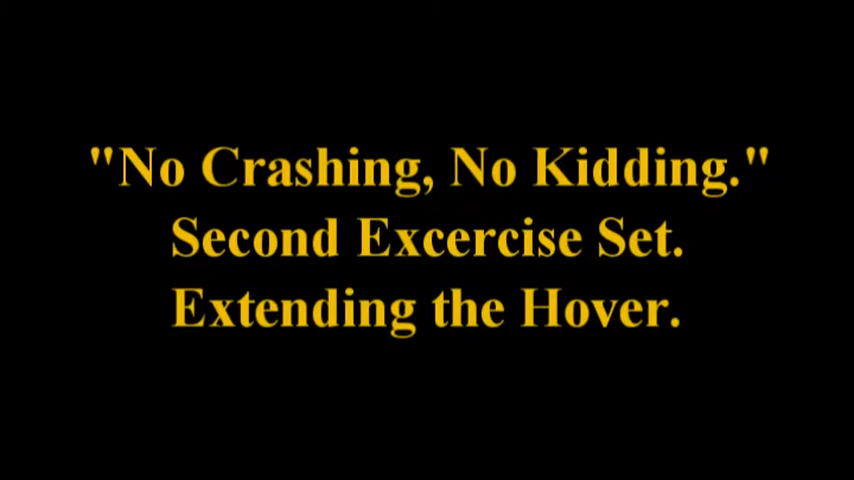 "No Crashing, No Kidding."
Second Excercise Set.
Extending the Hover.